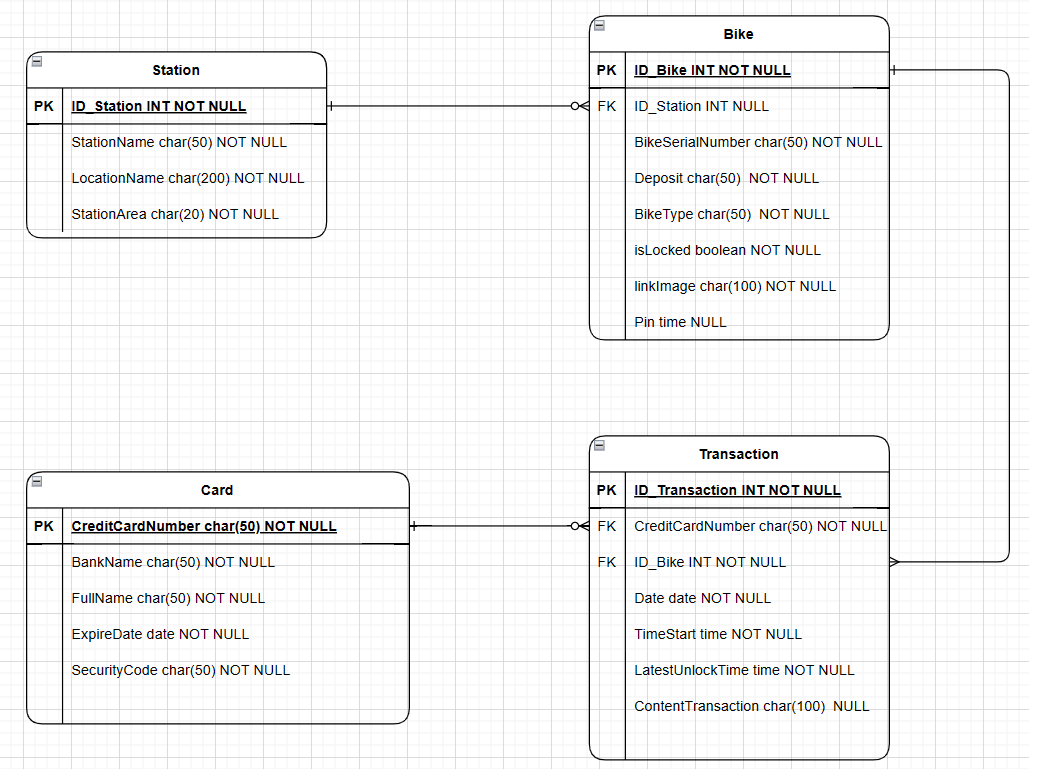 Station
PK ID_Station INT NOT NULL
StationName char(50) NOT NULL
LocationName char(200) NOT NULL
StationArea char(20) NOT NULL
Bike
PK ID_Bike INT NOT NULL
FK ID_Station INT NULL
BikeSerialNumber char(50) NOT NULL
Deposit char(50)  NOT NULL
BikeType char(50)  NOT NULL
isLocked boolean NOT NULL
linkImage char(100) NOT NULL
Pin time NULL
Card
PK CreditCardNumber char(50) NOT NULL
BankName char(50) NOT NULL
FullName char(50) NOT NULL
ExpireDate date NOT NULL
SecurityCode char(50) NOT NULL
Transaction
PK ID_Transaction INT NOT NULL
FK CreditCardNumber char(50) NOT NULL
FK ID_Bike INT NOT NULL
Date date NOT NULL
TimeStart time NOT NULL
LatestUnlockTime time NOT NULL
ContentTransaction char(100)  NULL